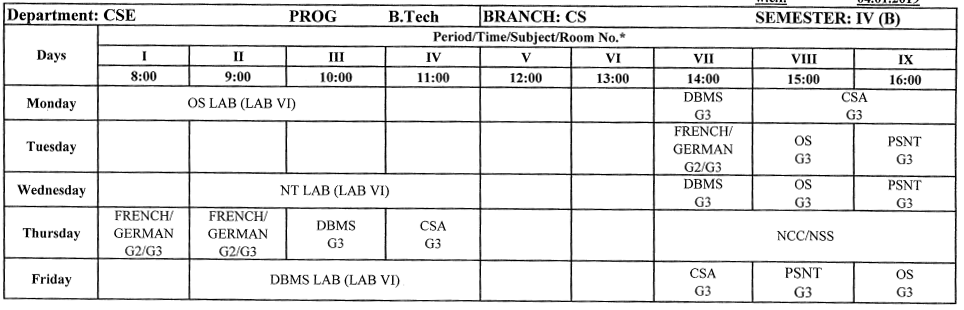 w.e.f. 04.01.2019
Department: CSE PROG B.Tech BRANCH: CS SEMESTER: IV (B)
Days Period/Time/Subject/Room No.*
I II III IV V VI VII VIII IX
8:00 9:00 10:00 11:00 12:00 13:00 14:00 15:00 16:00
Monday OS LAB (LAB VI) DBMS CSA
G3 G3
Tuesday FRENCH/ GERMAN G2/G3 OS G3 PSNT G3
Wednesday NT LAB (LAB VI) DBMS G3 OS G3 PSNT G3
Thursday FRENCH/ GERMAN G2/G3 FRENCH/ GERMAN G2/G3 DBMS G3 CSA G3 NCC/NSS
Friday DBMS LAB (LAB VI) CSA G3 PSNT G3 OS G3